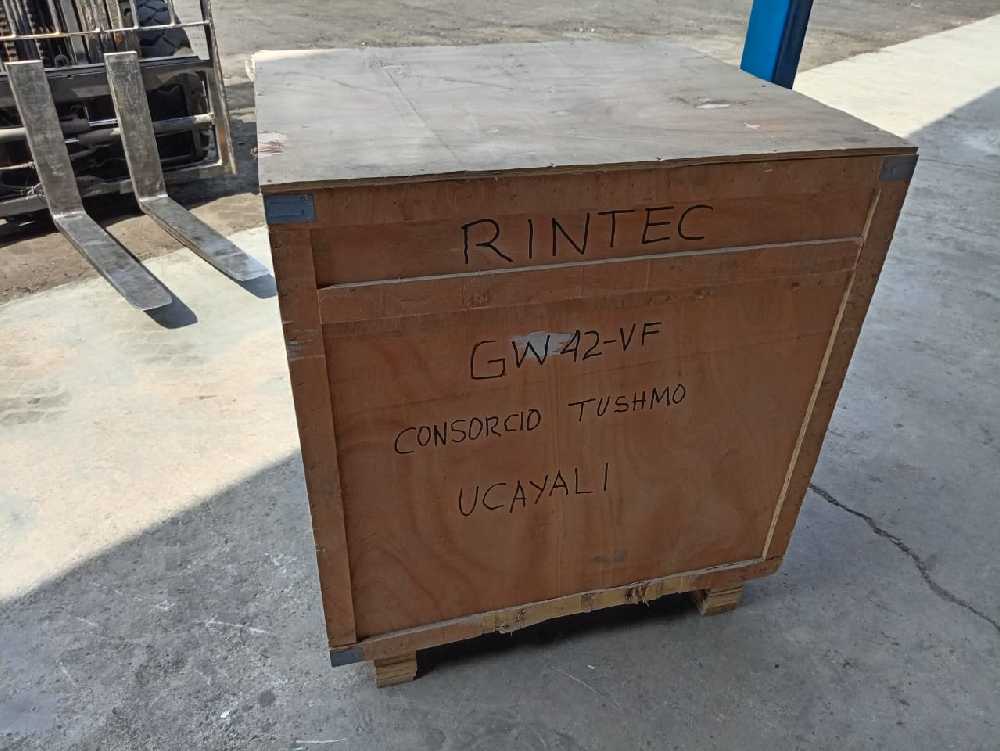 RINTEC
GW42-VF
CONSORCIO TUSHMO
UCAYALI